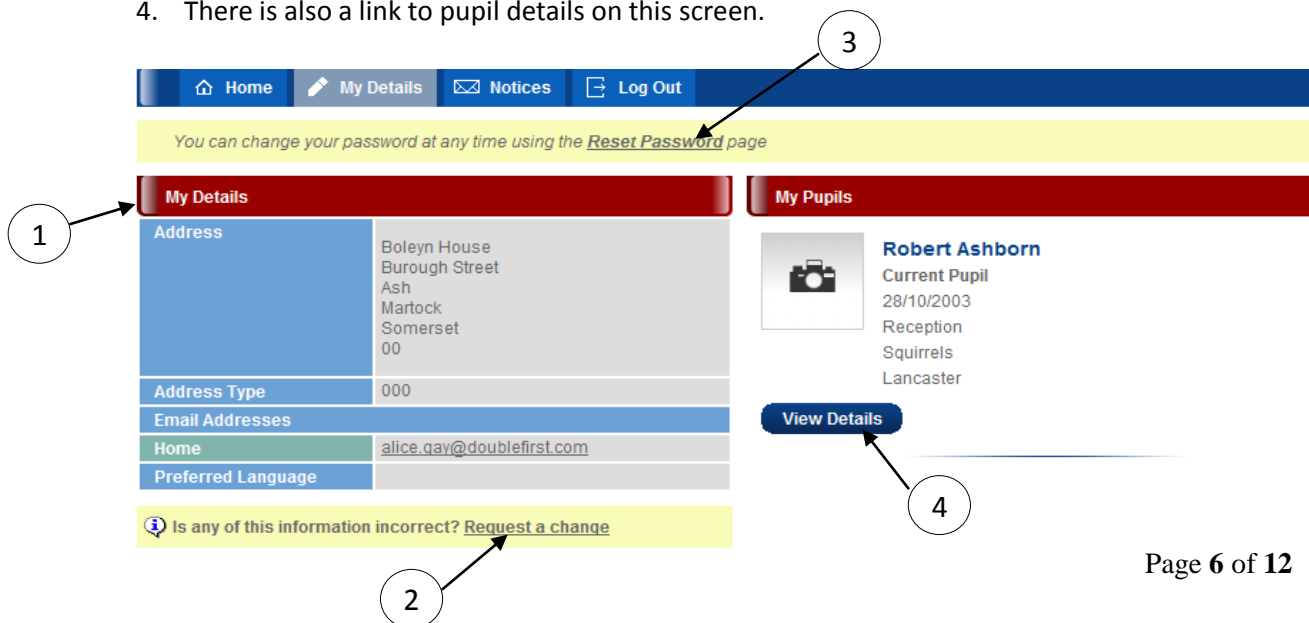 4. There is also a link to pupil details on this screen.
3
Home My Details Notices Log Out
You can change your password at any time using the Reset Password page
1
My Details
Address
Boleyn House
Burough Street
Ash
Martock
Somerset
00
Address Type 000
Email Addresses
Home alice.gay@doublefirst.com
Preferred Language
Is any of this information incorrect? Request a change
2
My Pupils
Robert Ashborn
Current Pupil
28/10/2003
Reception
Squirrels
Lancaster
View Details
4
Page 6 of 12